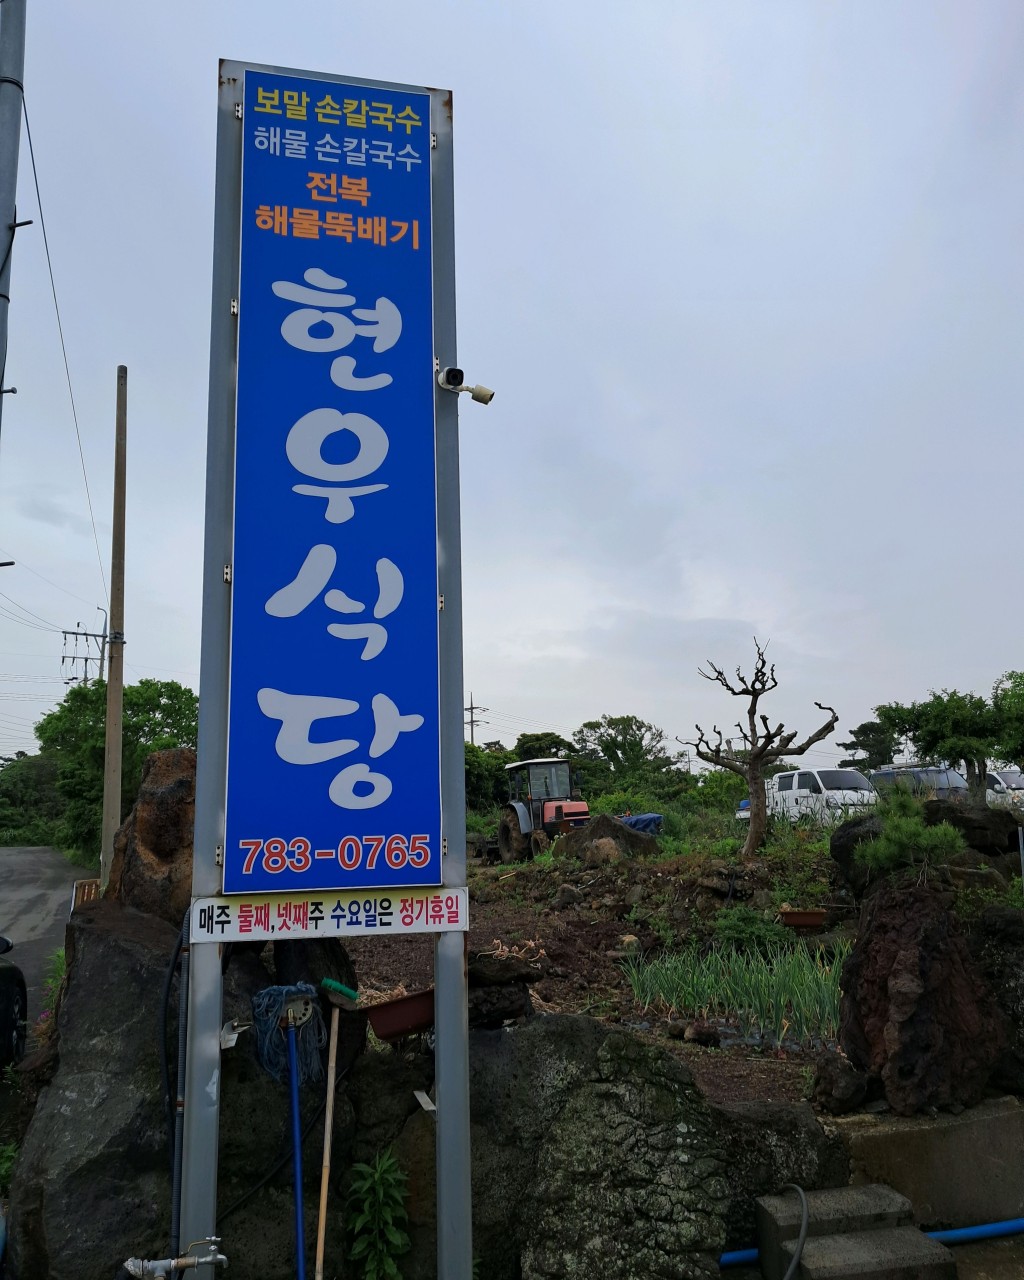 보말 손칼국수
해물 손칼국수
전복
해물뚝배기
현우식당
783-0765
매주 둘째,넷째주 수요일은 정기휴일